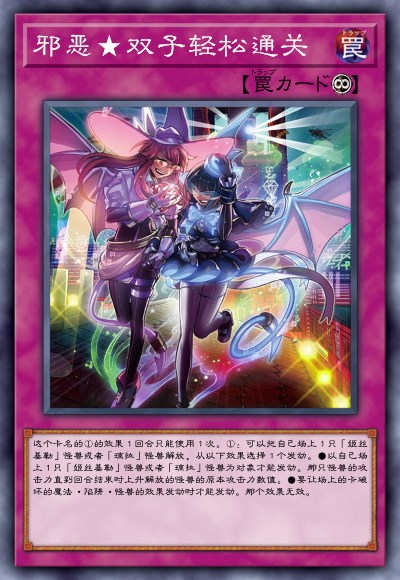 邪恶★双子轻松通关
罠
トラップ
【罠カード】
トラップ
这个卡名的①的效果1回合只能使用1次。①：可以把自己场上1只「姬丝
基勒」怪兽或者「璃拉」怪兽解放，从以下效果选择1个发动。●以自己场
上1只「姬丝基勒」怪兽或者「璃拉」怪兽为对象才能发动。那只怪兽的攻
击力直到回合结束时上升解放的怪兽的原本攻击力数值。●要让场上的卡破
坏的魔法·陷阱·怪兽的效果发动时才能发动。那个效果无效。